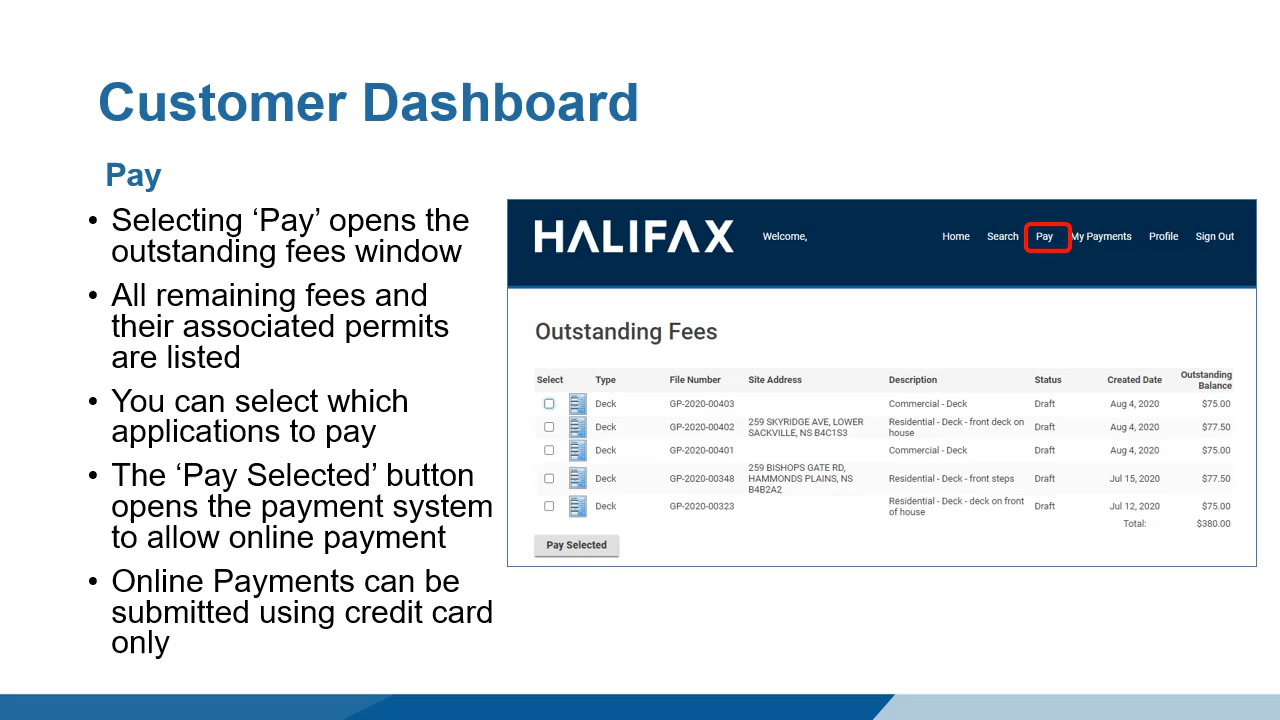 Customer Dashboard
Pay
• Selecting ‘Pay’ opens the
outstanding fees window
• All remaining fees and
their associated permits
are listed
• You can select which
applications to pay
• The ‘Pay Selected’ button
opens the payment system
to allow online payment
• Online Payments can be
submitted using credit card
only
HALIFAX Welcome, Home Search Pay My Payments Profile Sign Out
Outstanding Fees
Select Type File Number Site Address Description Status Created Date Outstanding
Balance
Deck GP-2020-00403 Commercial - Deck Draft Aug 4, 2020 $75.00
Deck GP-2020-00402 259 SKYRIDGE AVE, LOWER Residential - Deck - front deck on Draft Aug 4, 2020 $77.50
SACKVILLE, NS B4C1S3 house
Deck GP-2020-00401 Commercial - Deck Draft Aug 4, 2020 $75.00
259 BISHOPS GATE RD,
Deck GP-2020-00348 HAMMONDS PLAINS, NS Residential - Deck - front steps Draft Jul 15, 2020 $77.50
B4B2A2
Deck GP-2020-00323 Residential - Deck - deck on front Draft Jul 12, 2020 $75.00
of house
Total: $380.00
Pay Selected